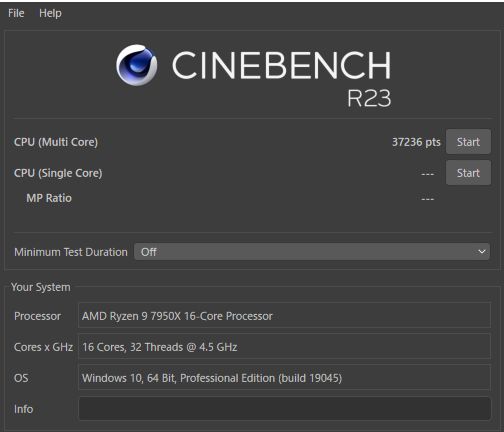 File Help
CINEBENCH
R23
CPU (Multi Core) 37236 pts Start
CPU (Single Core) --- Start
MP Ratio ---
Minimum Test Duration Off
Your System
Processor AMD Ryzen 9 7950X 16-Core Processor
Cores x GHz 16 Cores, 32 Threads @ 4.5 GHz
OS Windows 10, 64 Bit, Professional Edition (build 19045)
Info